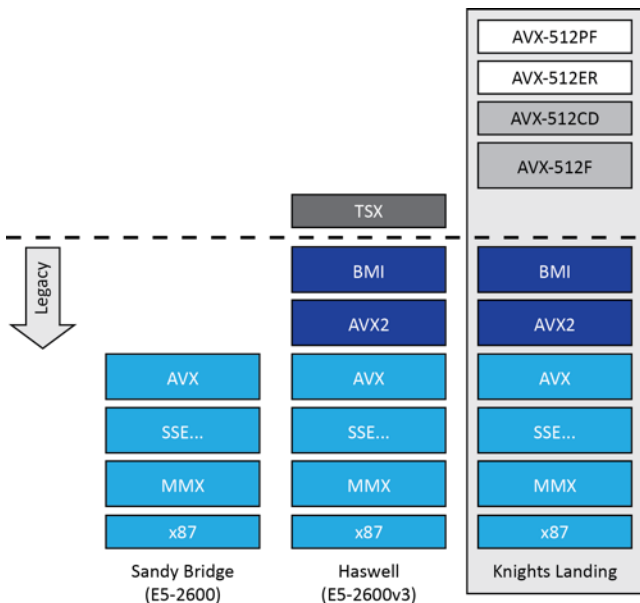 AVX-512PF
AVX-512ER
AVX-512CD
AVX-512F
TSX
Legacy
BMI
BMI
AVX2
AVX2
AVX
AVX
AVX
SSE...
SSE...
SSE...
MMX
MMX
MMX
x87
x87
x87
Sandy Bridge
(E5-2600)
Haswell
(E5-2600v3)
Knights Landing